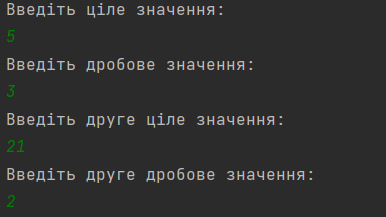 Введіть ціле значення:
5
Введіть дробове значення:
3
Введіть друге ціле значення:
21
Введіть друге дробове значення:
2